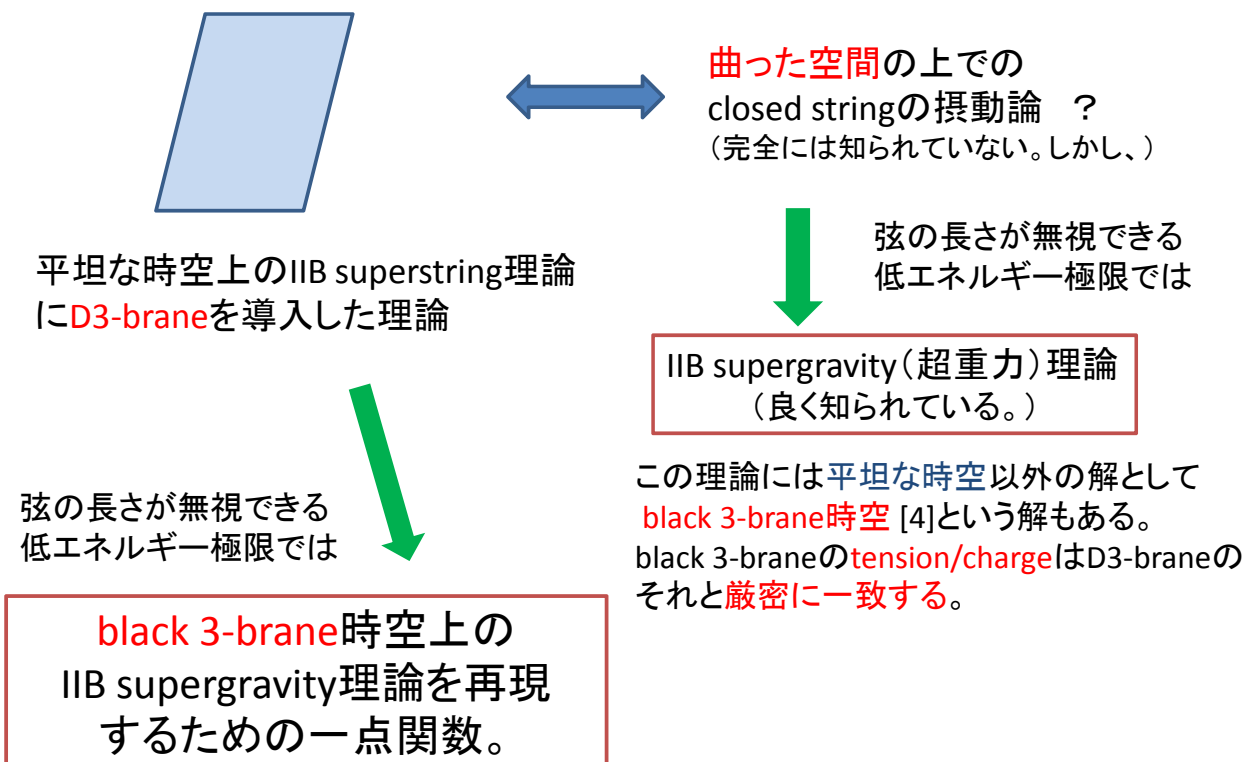 曲った空間の上での
closed stringの摂動論　？
（完全には知られていない。しかし、）
弦の長さが無視できる
低エネルギー極限では
平坦な時空上のIIB superstring理論
にD3-braneを導入した理論
IIB supergravity（超重力）理論
（良く知られている。）
この理論には平坦な時空以外の解として
black 3-brane時空 [4]という解もある。
black 3-braneのtension/chargeはD3-braneの
それと厳密に一致する。
弦の長さが無視できる
低エネルギー極限では
black 3-brane時空上の
IIB supergravity理論を再現
するための一点関数。